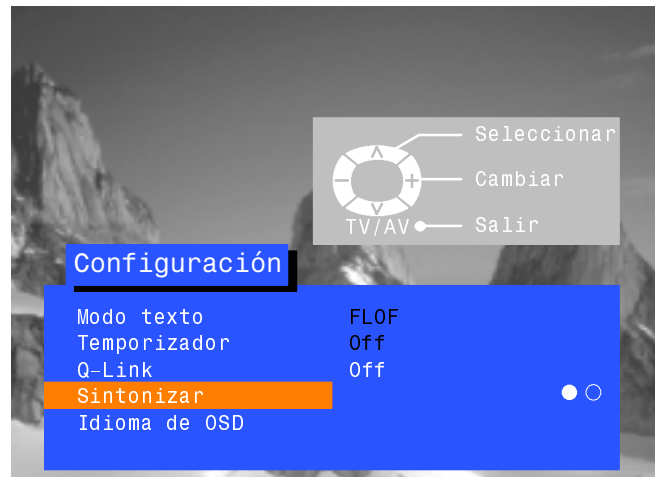 Seleccionar
Cambiar
TV/AV Salir
Configuración
Modo texto FLOF
Temporizador Off
Q-Link Off
Sintonizar
Idioma de OSD